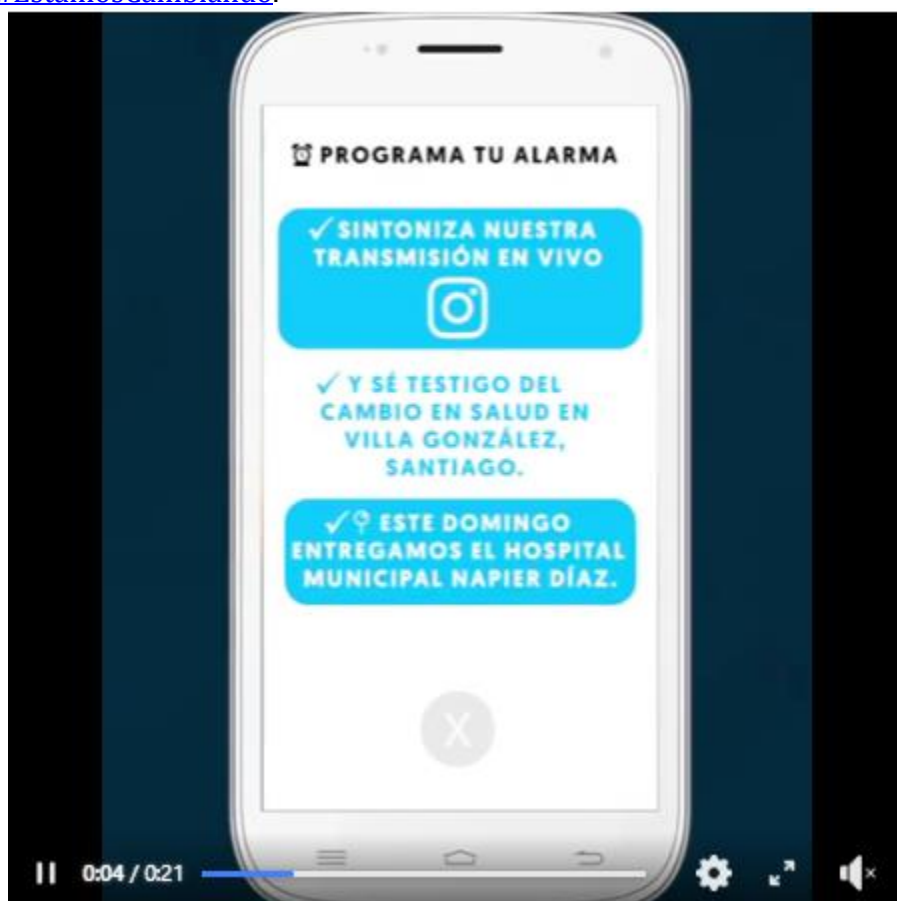 #EstamosCambiando.
⏰ PROGRAMA TU ALARMA
✓ SINTONIZA NUESTRA
TRANSMISIÓN EN VIVO
✓ Y SÉ TESTIGO DEL
CAMBIO EN SALUD EN
VILLA GONZÁLEZ,
SANTIAGO.
✓ ESTE DOMINGO
ENTREGAMOS EL HOSPITAL
MUNICIPAL NAPIER DÍAZ.
X
0:04 / 0:21